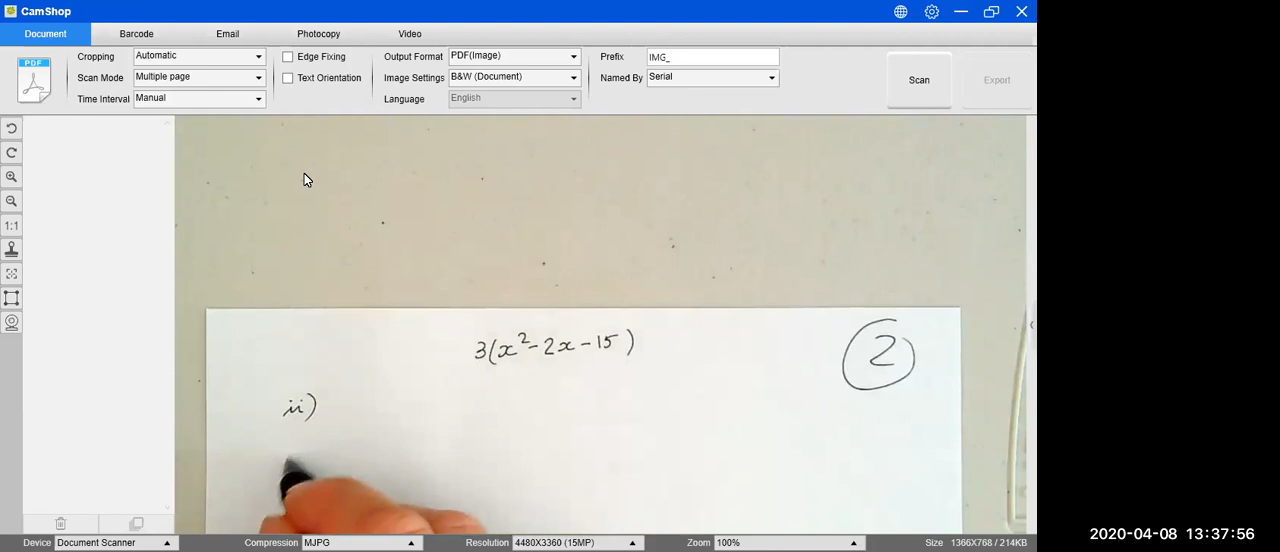 CamShop
Document Barcode Email Photocopy Video
PDF
Cropping Automatic Edge Fixing Output Format PDF(Image) Prefix IMG_
Scan Mode Multiple page Text Orientation Image Settings B&W (Document) Named By Serial
Time Interval Manual Language English
Scan Export
1:1
3(x²-2x-15)
2
ii)
Device Document Scanner Compression MJPG Resolution 4480X3360 (15MP) Zoom 100% Size 1366X768 / 214KB
2020-04-08 13:37:56